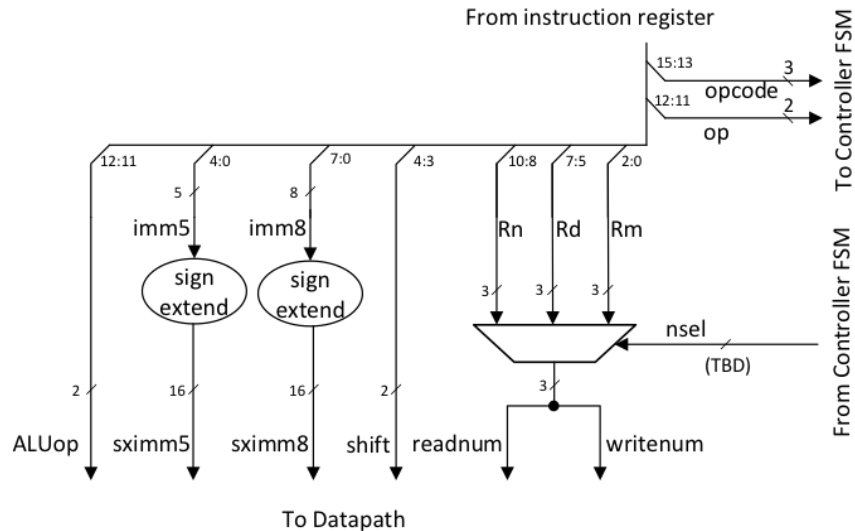 From instruction register
15:13
3
opcode
12:11
2
op
To Controller FSM
12:11
4:0
7:0
4:3
10:8
7:5
2:0
5
8
imm5
imm8
Rn
Rd
Rm
sign
extend
sign
extend
3
3
3
nsel
(TBD)
From Controller FSM
2
16
16
2
3
ALUop
sximm5
sximm8
shift
readnum
writenum
To Datapath